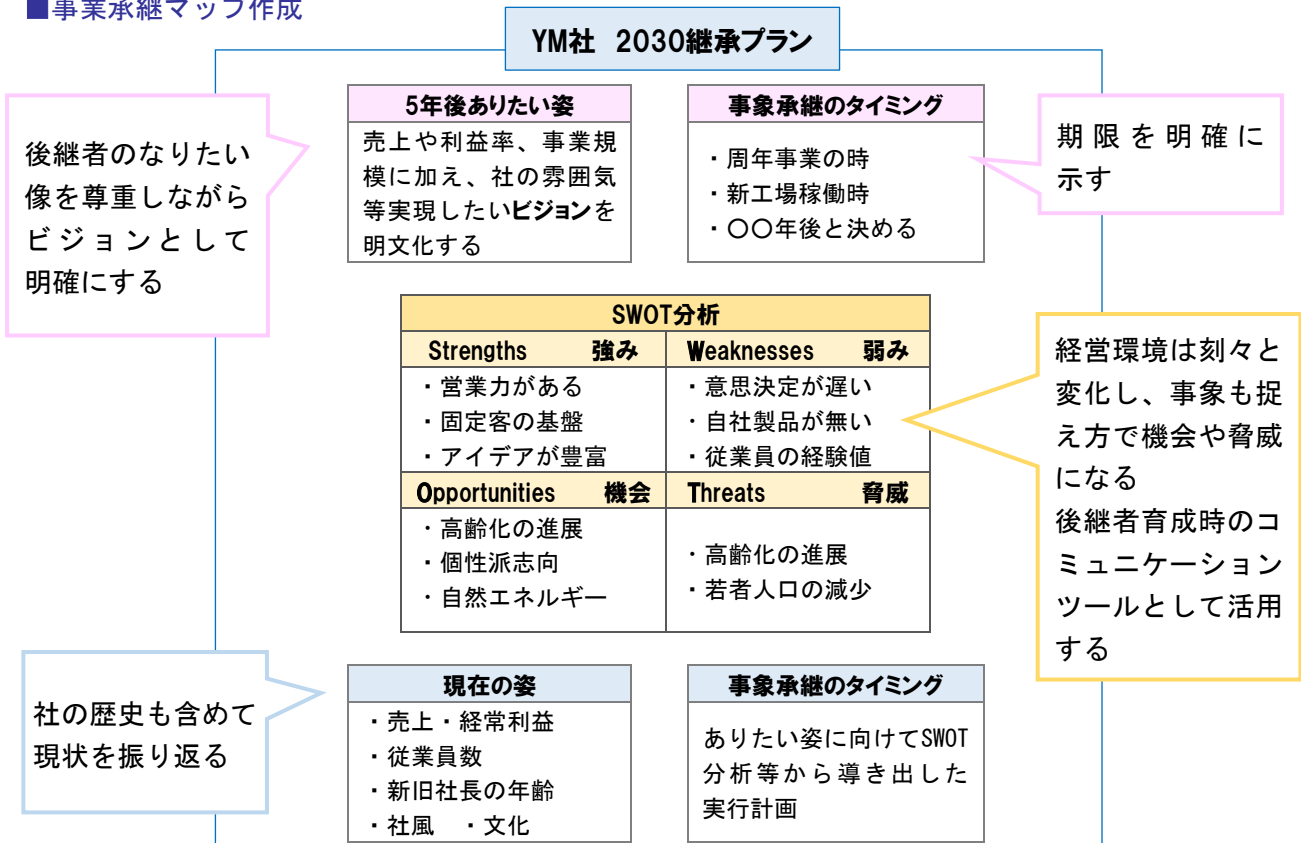 ■事業承継マップ作成
YM社 2030継承プラン
後継者のなりたい
像を尊重しながら
ビジョンとして
明確にする
5年後ありたい姿
売上や利益率、事業規
模に加え、社の雰囲気
等実現したいビジョンを
明文化する
事象承継のタイミング
・周年事業の時
・新工場稼働時
・〇〇年後と決める
期限を明確に
示す
SWOT分析
Strengths 強み
・営業力がある
・固定客の基盤
・アイデアが豊富
Weaknesses 弱み
・意思決定が遅い
・自社製品が無い
・従業員の経験値
Opportunities 機会
・高齢化の進展
・個性派志向
・自然エネルギー
Threats 脅威
・高齢化の進展
・若者人口の減少
経営環境は刻々と
変化し、事象も捉
え方で機会や脅威
になる
後継者育成時のコ
ミュニケーション
ツールとして活用
する
社の歴史も含めて
現状を振り返る
現在の姿
・売上・経常利益
・従業員数
・新旧社長の年齢
・社風 ・文化
事象承継のタイミング
ありたい姿に向けてSWOT
分析等から導き出した
実行計画